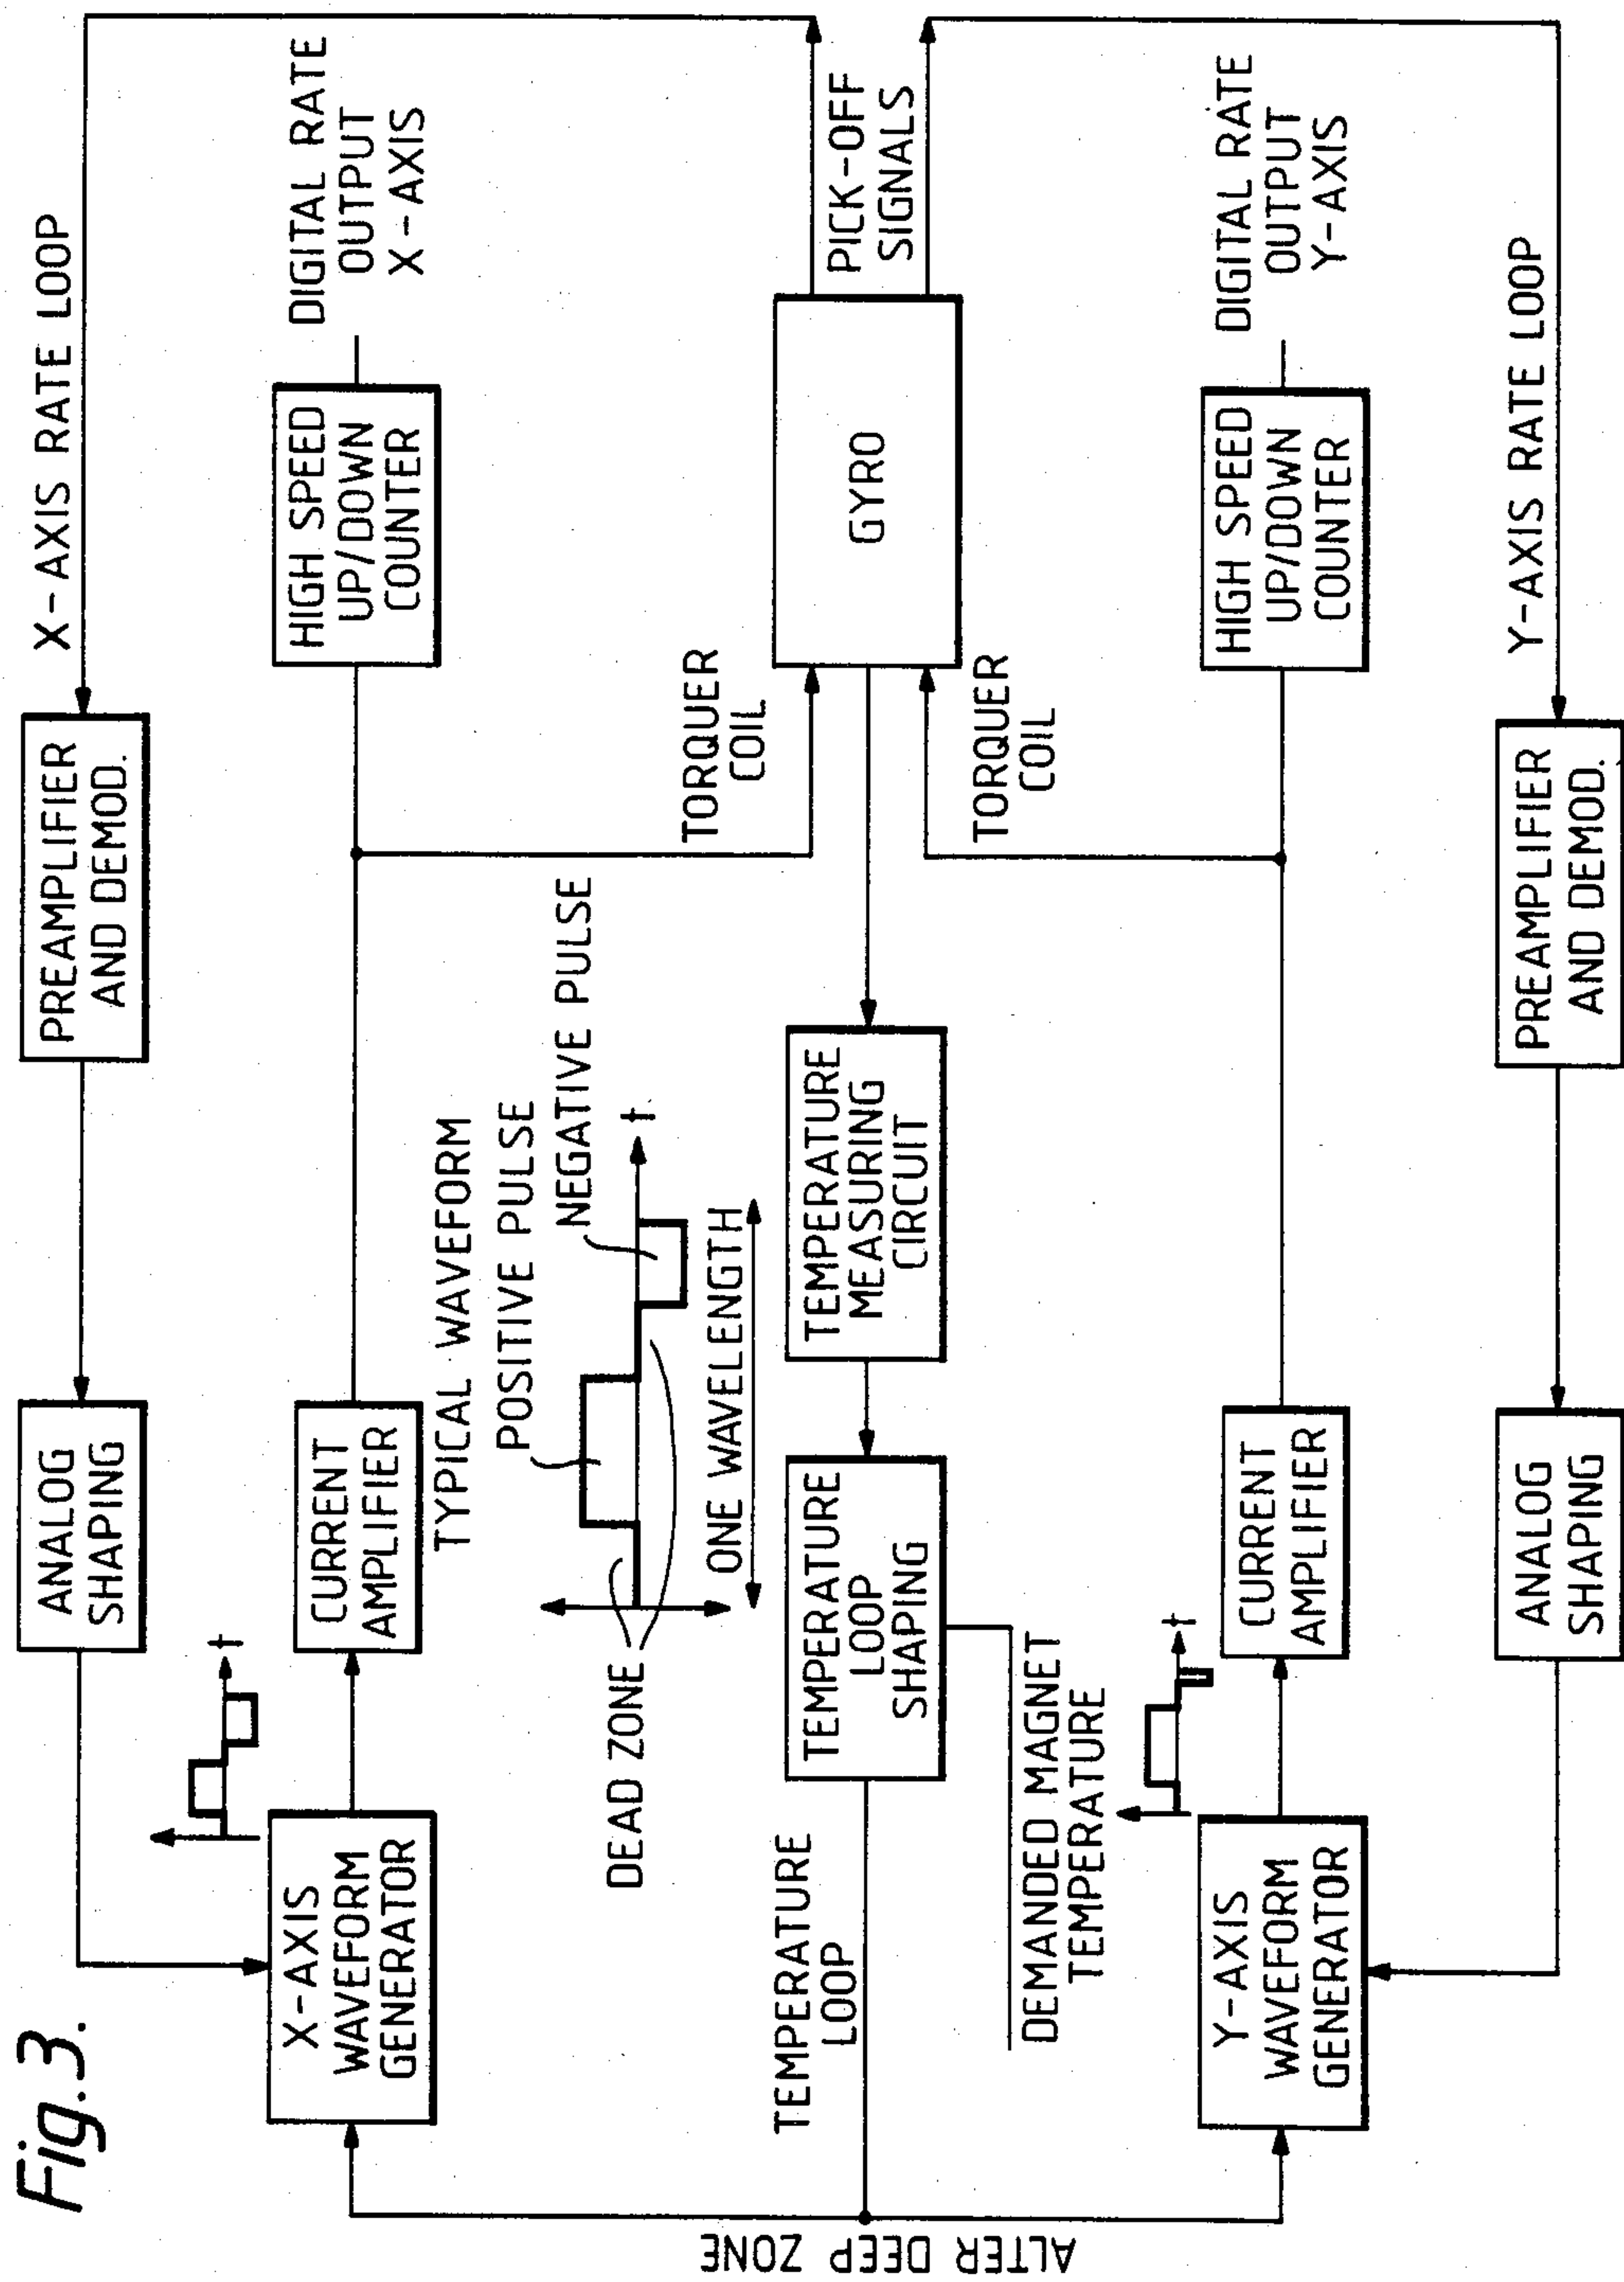 Fig.3.
X-AXIS RATE LOOP
PREAMPLIFIER
AND DEMOD.
ANALOG
SHAPING
t
X-AXIS
WAVEFORM
GENERATOR
CURRENT
AMPLIFIER
HIGH SPEED
UP/DOWN
COUNTER
DIGITAL RATE
OUTPUT
X-AXIS
TYPICAL WAVEFORM
POSITIVE PULSE
NEGATIVE PULSE
t
DEAD ZONE
ONE WAVELENGTH
TORQUER
COIL
GYRO
PICK-OFF
SIGNALS
TEMPERATURE
MEASURING
CIRCUIT
TEMPERATURE
LOOP
SHAPING
TEMPERATURE
LOOP
ALTER DEEP ZONE
DEMANDED MAGNET
TEMPERATURE
TORQUER
COIL
t
Y-AXIS
WAVEFORM
GENERATOR
CURRENT
AMPLIFIER
HIGH SPEED
UP/DOWN
COUNTER
DIGITAL RATE
OUTPUT
Y-AXIS
ANALOG
SHAPING
PREAMPLIFIER
AND DEMOD.
Y-AXIS RATE LOOP